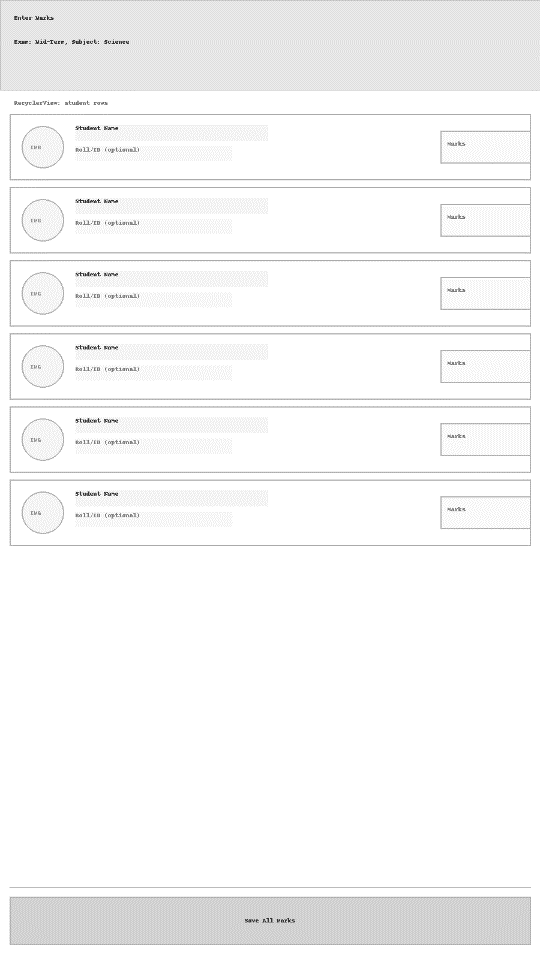 Enter Marks
Exam: Mid-Term, Subject: Science
RecyclerView: student rows
IMG
Student Name
Roll/ID (optional)
Marks
IMG
Student Name
Roll/ID (optional)
Marks
IMG
Student Name
Roll/ID (optional)
Marks
IMG
Student Name
Roll/ID (optional)
Marks
IMG
Student Name
Roll/ID (optional)
Marks
IMG
Student Name
Roll/ID (optional)
Marks
Save All Marks